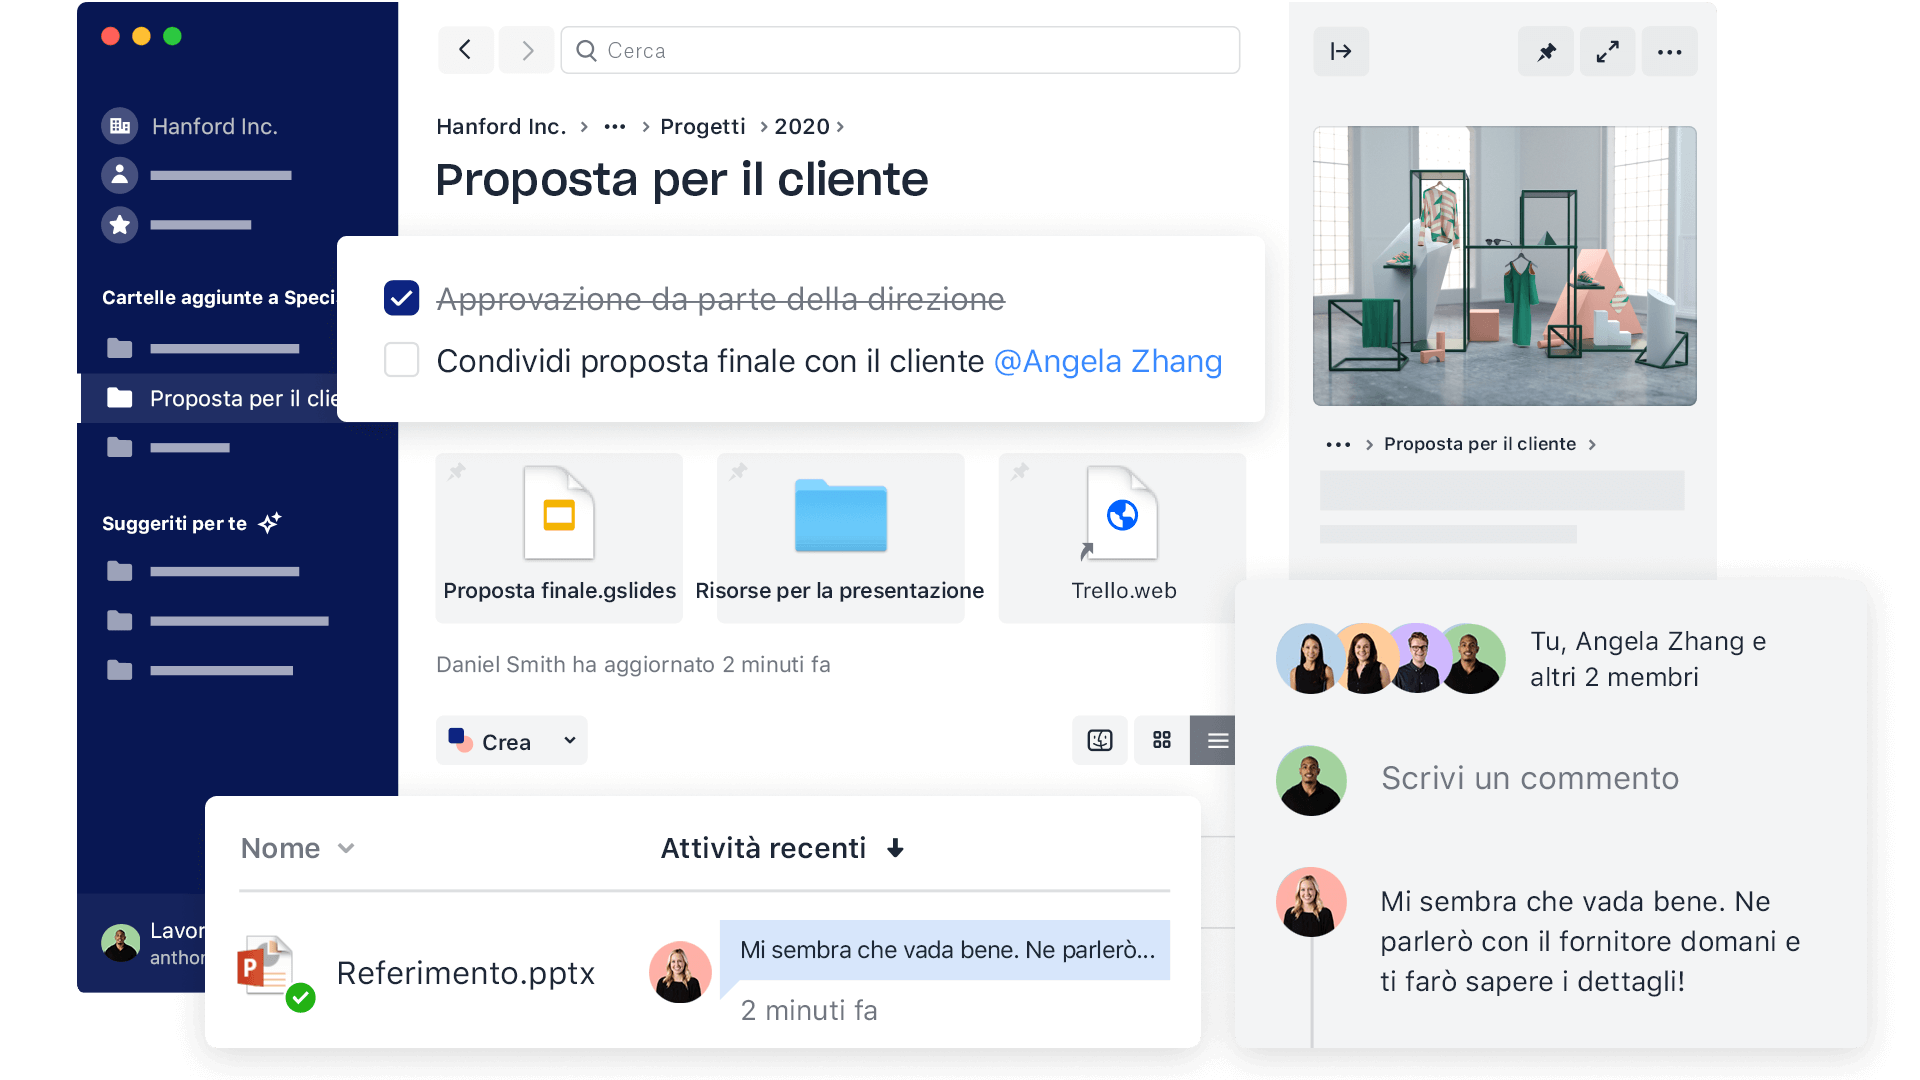 Hanford Inc.
Cartelle aggiunte a Speci
Proposta per il clie
Suggeriti per te
Lavor
anthor
Cerca
Hanford Inc. > ··· > Progetti > 2020 >
Proposta per il cliente
Approvazione da parte della direzione
Condividi proposta finale con il cliente @Angela Zhang
Proposta finale.gslides
Risorse per la presentazione
Trello.web
Daniel Smith ha aggiornato 2 minuti fa
Crea
Nome
Attività recenti
P
Referimento.pptx
Mi sembra che vada bene. Ne parlerò...
2 minuti fa
··· > Proposta per il cliente >
Tu, Angela Zhang e
altri 2 membri
Scrivi un commento
Mi sembra che vada bene. Ne
parlerò con il fornitore domani e
ti farò sapere i dettagli!